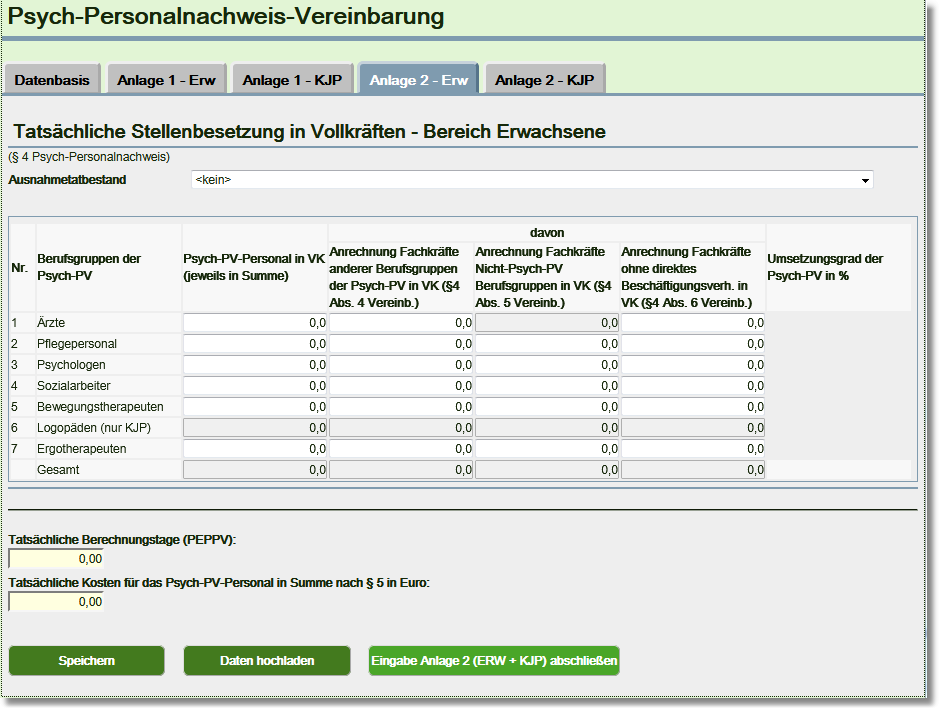 Psych-Personalnachweis-Vereinbarung
Datenbasis Anlage 1 - Erw Anlage 1 - KJP Anlage 2 - Erw Anlage 2 - KJP
Tatsächliche Stellenbesetzung in Vollkräften - Bereich Erwachsene
(§ 4 Psych-Personalnachweis)
Ausnahmetatbestand <kein>
davon
Nr.
Berufsgruppen der
Psych-PV
Psych-PV-Personal in VK
(jeweils in Summe)
Anrechnung Fachkräfte
anderer Berufsgruppen
der Psych-PV in VK (§4
Abs. 4 Vereinb.)
Anrechnung Fachkräfte
Nicht-Psych-PV
Berufsgruppen in VK (§4
Abs. 5 Vereinb.)
Anrechnung Fachkräfte
ohne direktes
Beschäftigungsverh. in
VK (§4 Abs. 6 Vereinb.)
Umsetzungsgrad der
Psych-PV in %
1 Ärzte 0,0 0,0 0,0 0,0
2 Pflegepersonal 0,0 0,0 0,0 0,0
3 Psychologen 0,0 0,0 0,0 0,0
4 Sozialarbeiter 0,0 0,0 0,0 0,0
5 Bewegungstherapeuten 0,0 0,0 0,0 0,0
6 Logopäden (nur KJP) 0,0 0,0 0,0 0,0
7 Ergotherapeuten 0,0 0,0 0,0 0,0
Gesamt 0,0 0,0 0,0 0,0
Tatsächliche Berechnungstage (PEPPV):
0,00
Tatsächliche Kosten für das Psych-PV-Personal in Summe nach § 5 in Euro:
0,00
Speichern Daten hochladen Eingabe Anlage 2 (ERW + KJP) abschließen